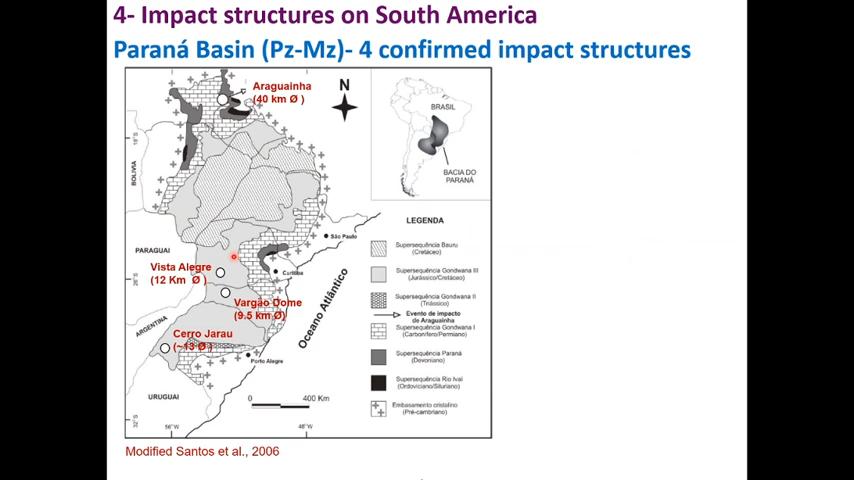 4- Impact structures on South America
Paraná Basin (Pz-Mz)- 4 confirmed impact structures
Araguainha
(40 km Ø )
N
BRASIL
BACIA DO
PARANÁ
18°S
BOLIVIA
LEGENDA
São Paulo
PARAGUAI
Supersequência Bauru
(Cretáceo)
Vista Alegre
(12 Km Ø )
Curitiba
Supersequência Gondwana III
(Jurássico/Cretáceo)
Vargão Dome
(9.5 km Ø)
Supersequência Gondwana II
(Triássico)
Oceano Atlântico
Evento de impacto
de Araguainha
ARGENTINA
Cerro Jarau
(~13 Ø )
Supersequência Gondwana I
(Carbonífero/Permiano)
Porto Alegre
Supersequência Paraná
(Devoniano)
Supersequência Rio Ivaí
(Ordoviciano/Siluriano)
URUGUAI
0 400 Km
Embasamento cristalino
(Pré-cambriano)
32°S
56°W
48°W
Modified Santos et al., 2006